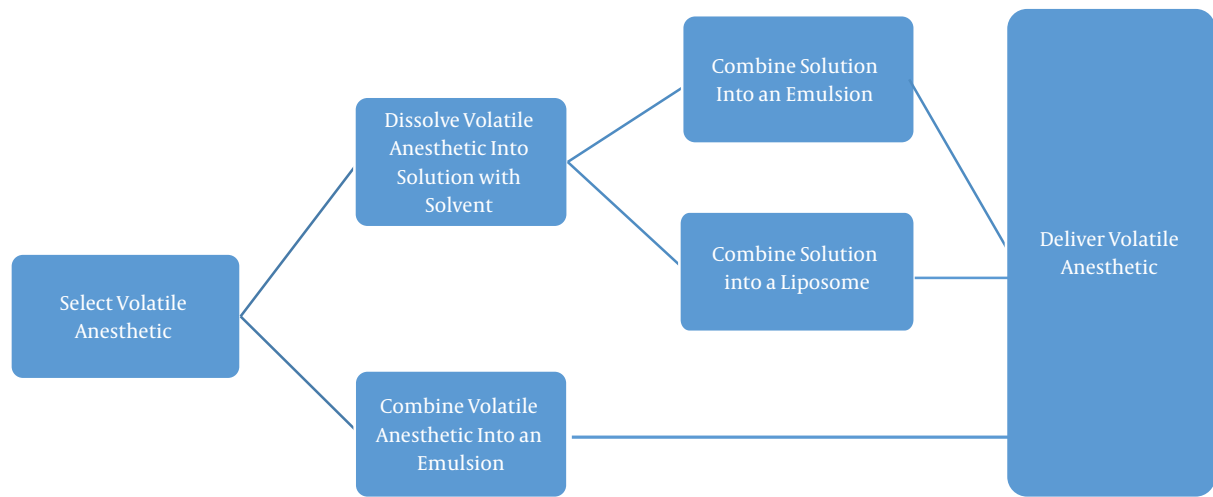 Select Volatile
Anesthetic
Dissolve Volatile
Anesthetic Into
Solution with
Solvent
Combine Volatile
Anesthetic Into an
Emulsion
Combine Solution
Into an Emulsion
Combine Solution
into a Liposome
Deliver Volatile
Anesthetic